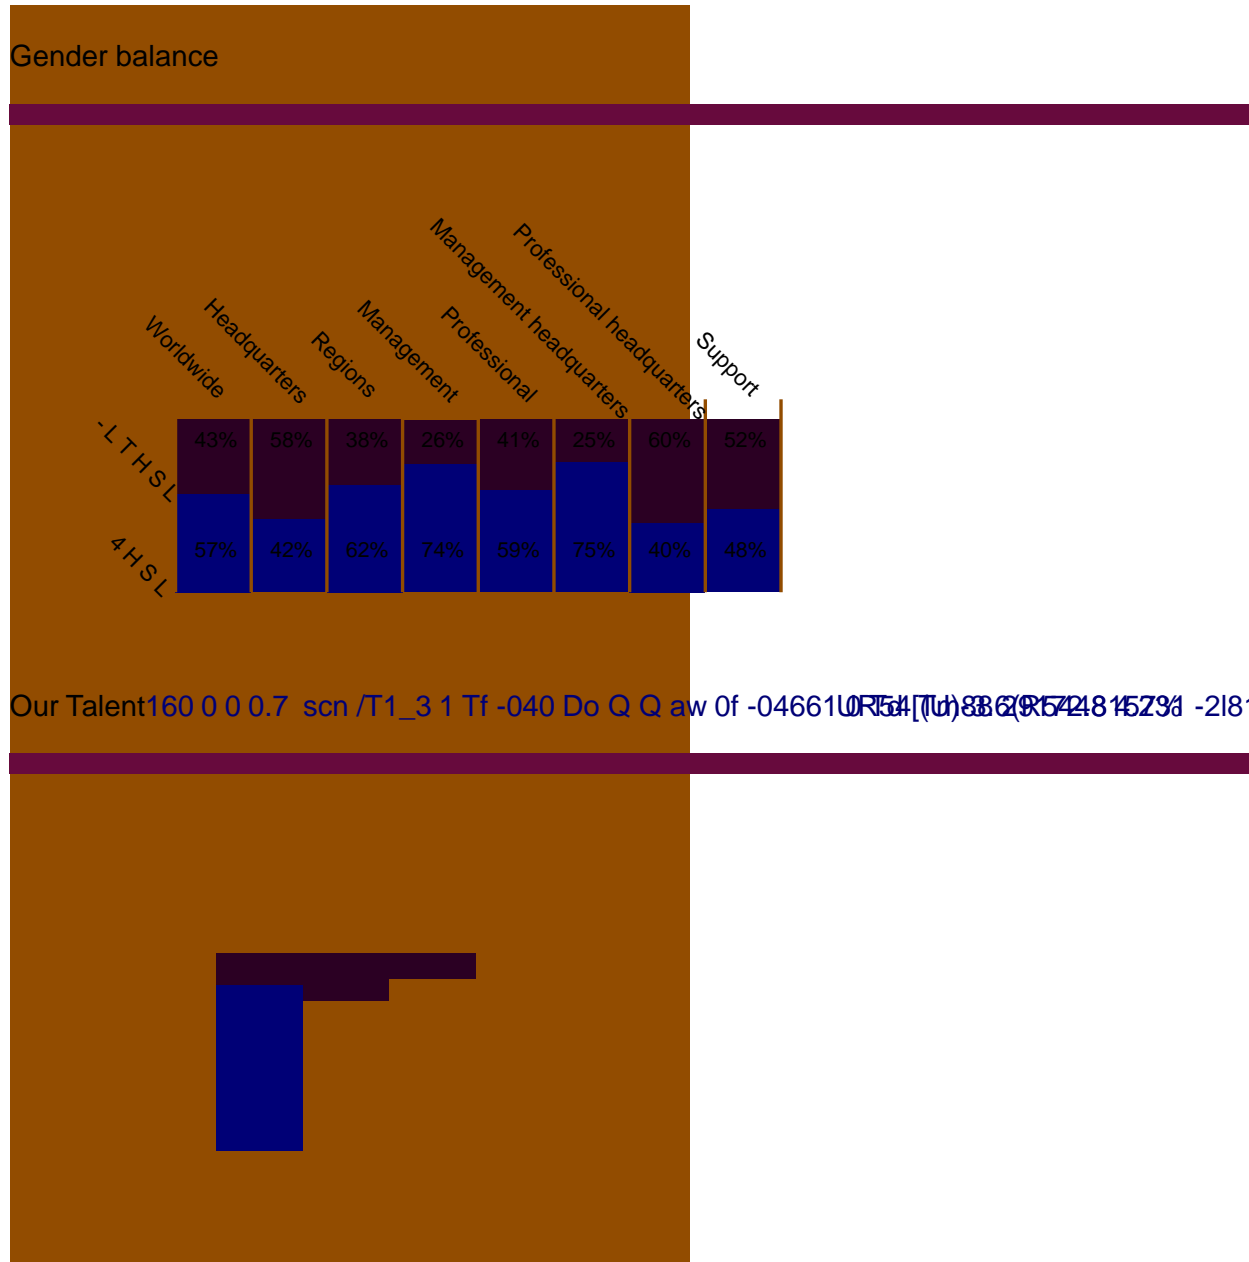 Gender balance
Worldwide
Headquarters
Regions
Management
Professional
Management headquarters
Professional headquarters
Support
- L T H S L
43% 58% 38% 26% 41% 25% 60% 52%
4 H S L
57% 42% 62% 74% 59% 75% 40% 48%
Our Talent160 0 0 0.7 scn /T1_3 1 Tf -040 Do Q Q aw 0f